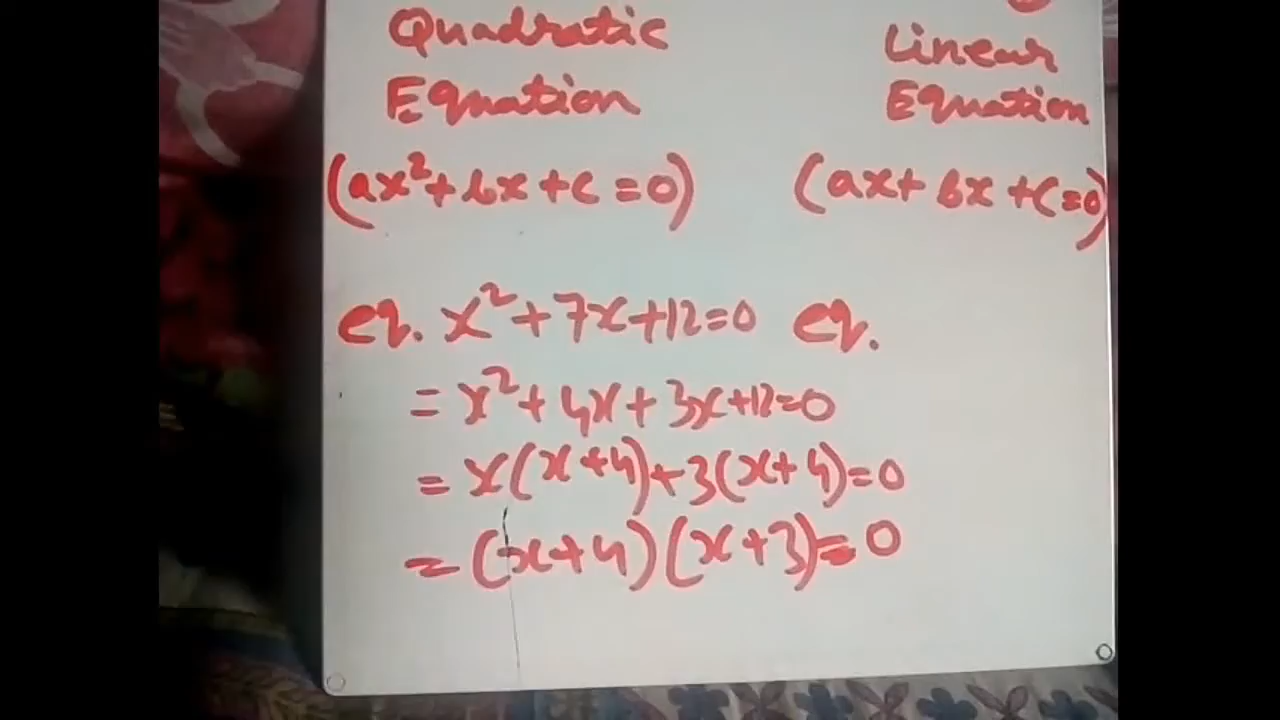 Quadratic
Equation
(ax²+bx+c=0)
Linear
Equation
(ax+bx+c=0)
eq. x²+7x+12=0
eq.
= x²+4x+3x+12=0
= x(x+4)+3(x+4)=0
= (x+4)(x+3)=0